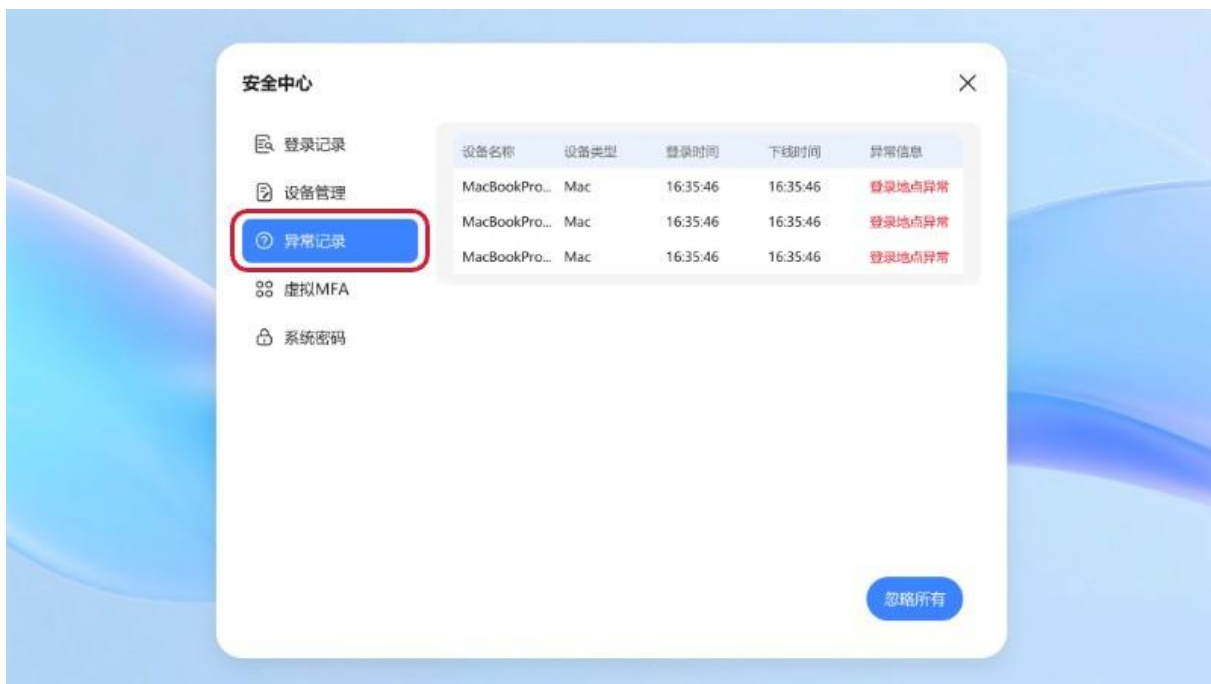 安全中心
登录记录
设备管理
异常记录
虚拟MFA
系统密码
设备名称 设备类型 登录时间 下线时间 异常信息
MacBookPro... Mac 16:35:46 16:35:46 登录地点异常
MacBookPro... Mac 16:35:46 16:35:46 登录地点异常
MacBookPro... Mac 16:35:46 16:35:46 登录地点异常
忽略所有